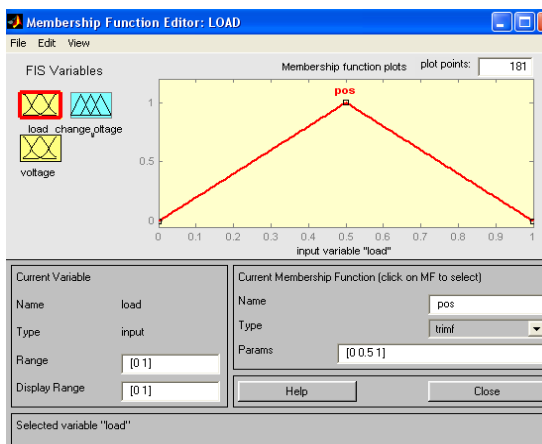 Membership Function Editor: LOAD
File Edit View
FIS Variables
Membership function plots plot points: 181
pos
load change oltage
voltage
1
0.5
0
0 0.1 0.2 0.3 0.4 0.5 0.6 0.7 0.8 0.9 1
input variable "load"
Current Variable
Name load
Type input
Range [0 1]
Display Range [0 1]
Current Membership Function (click on MF to select)
Name pos
Type trimf
Params [0 0.5 1]
Help Close
Selected variable "load"